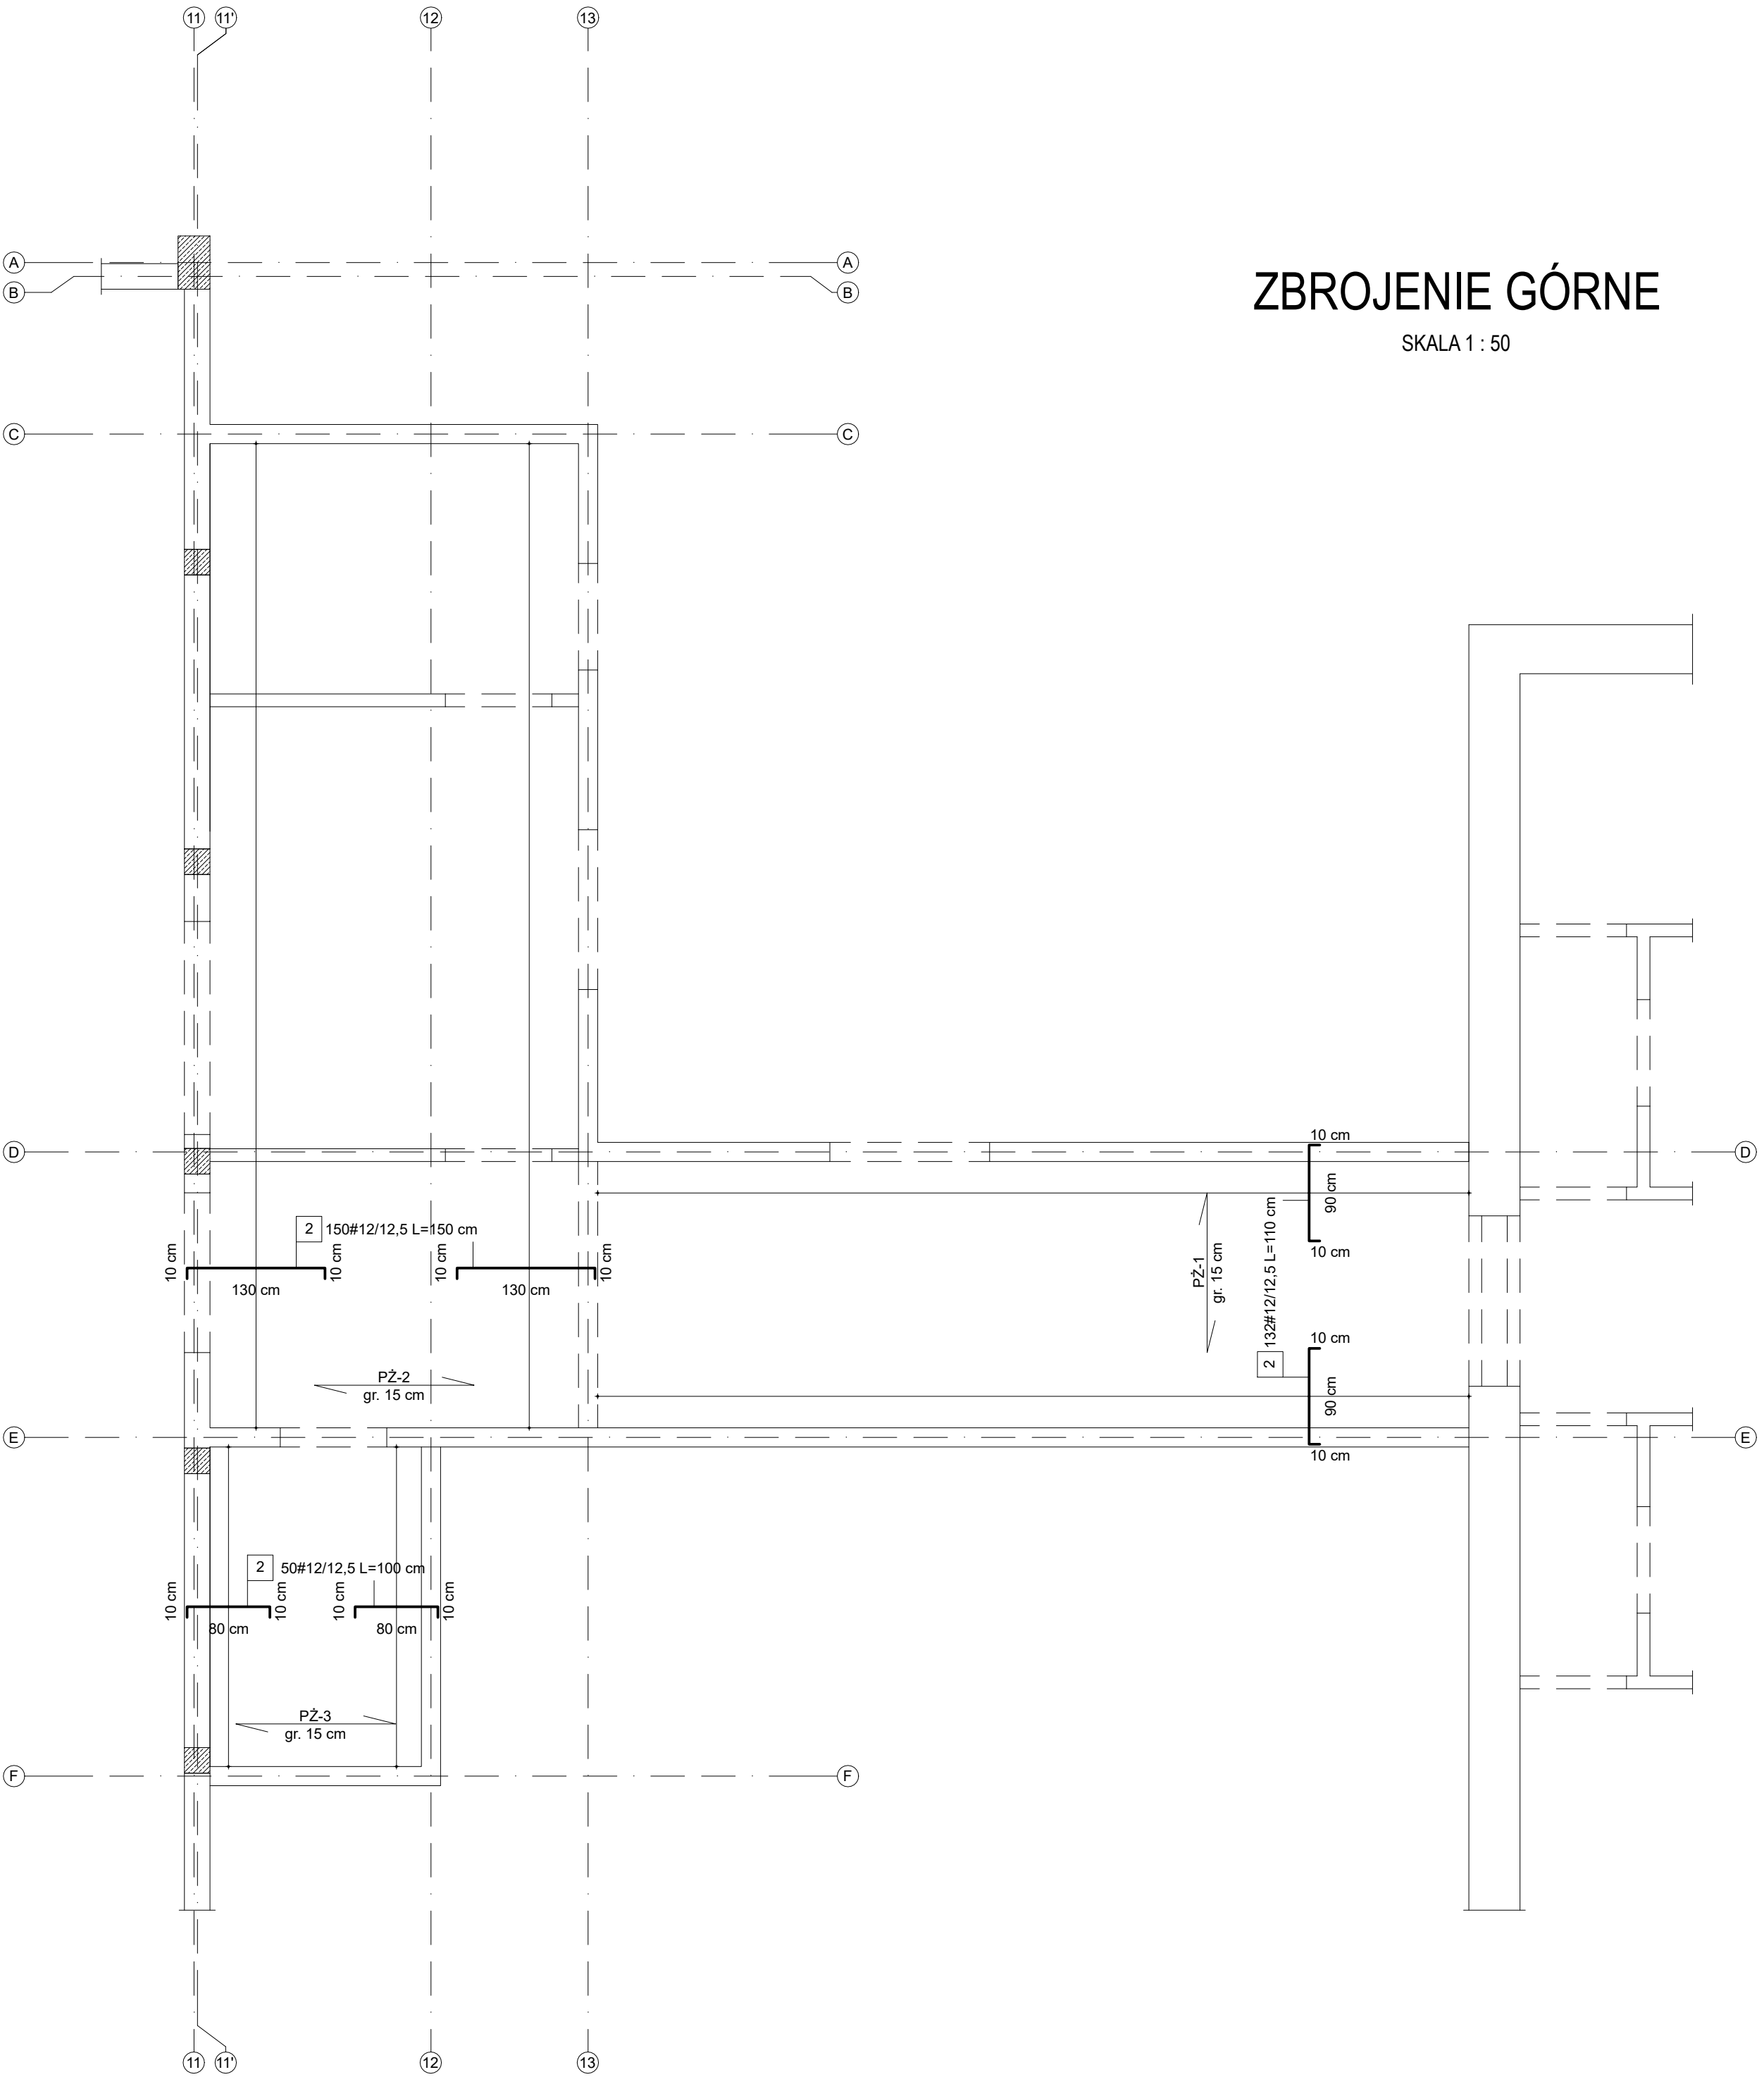 11 11' 12 13
A A
B B
ZBROJENIE GÓRNE
SKALA 1 : 50
C C
D D
10 cm
90 cm
10 cm
2 132#12/12,5 L=110 cm
PŻ-1
gr. 15 cm
2 150#12/12,5 L=150 cm
10 cm 10 cm 10 cm 10 cm
130 cm 130 cm
10 cm
90 cm
10 cm
PŻ-2
gr. 15 cm
E E
2 50#12/12,5 L=100 cm
10 cm 10 cm 10 cm 10 cm
80 cm 80 cm
PŻ-3
gr. 15 cm
F F
11 11' 12 13